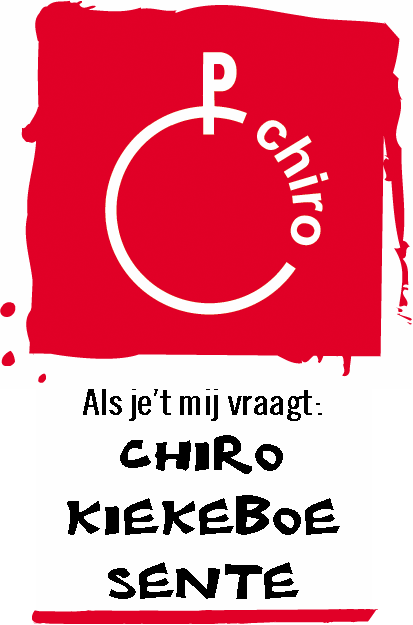 P
chiro
Als je't mij vraagt:
CHIRO
KIEKEBOE
SENTE